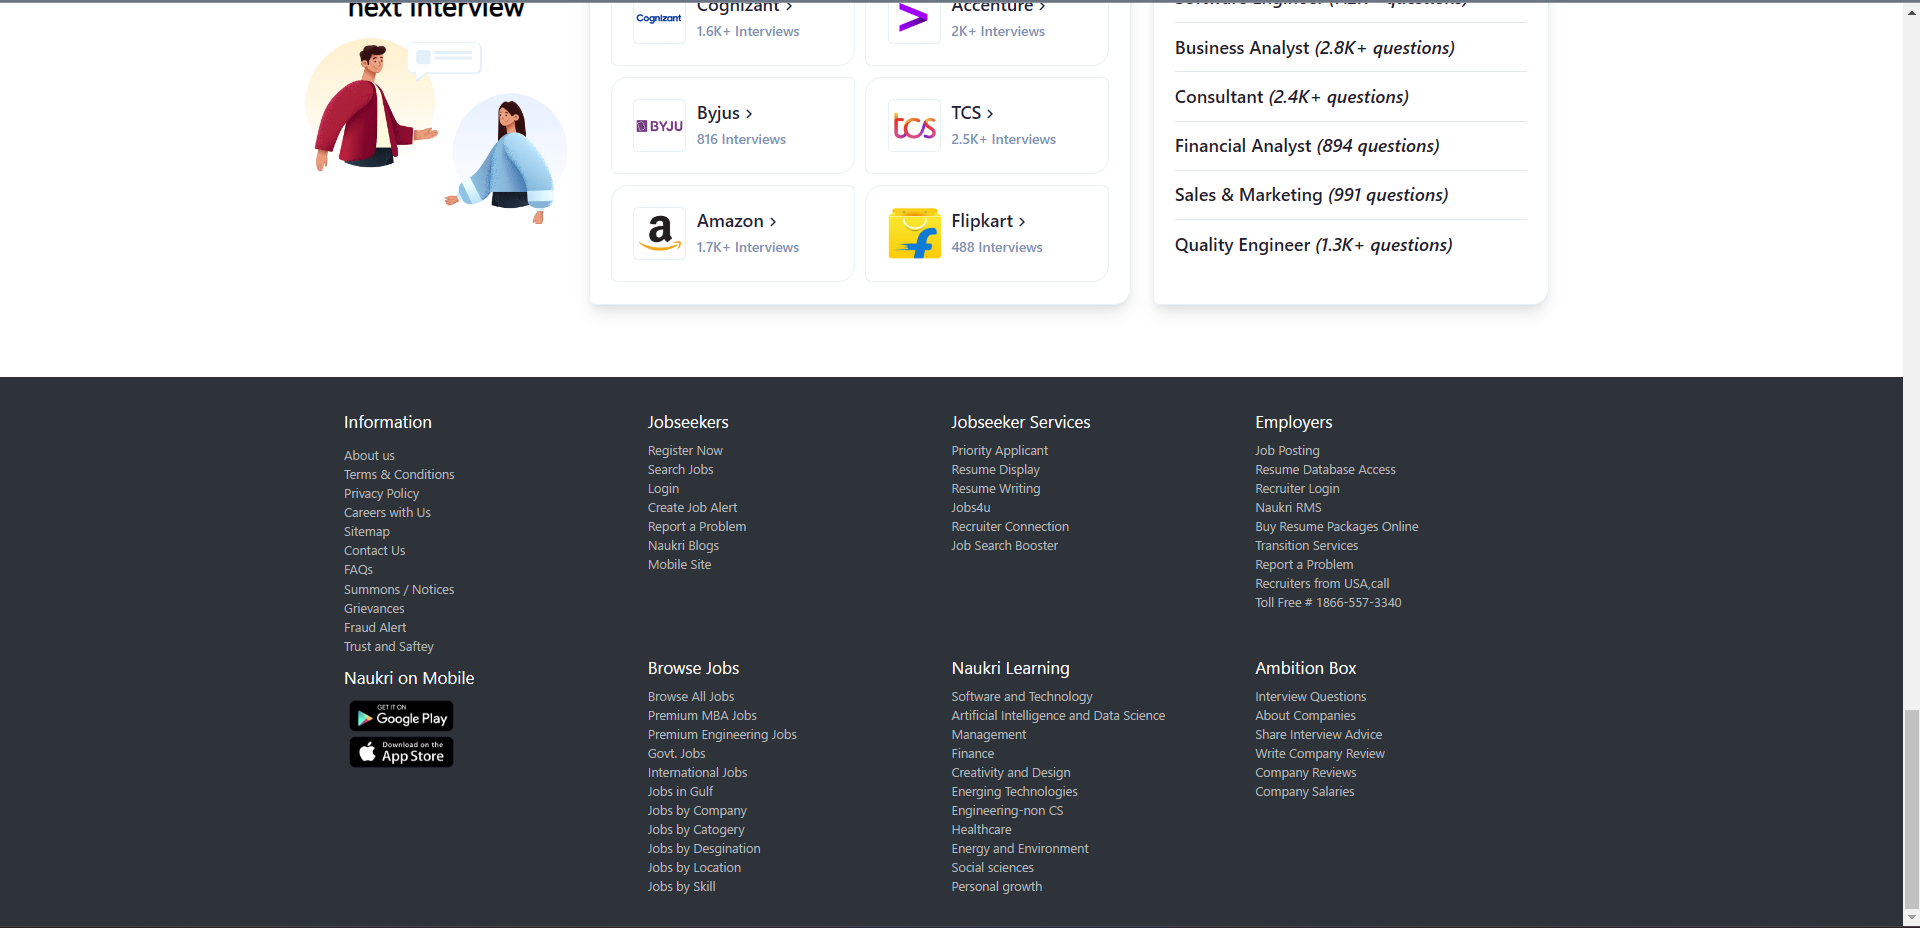 next interview
Cognizant
Cognizant >
1.6K+ Interviews
Accenture >
2K+ Interviews
BYJU
Byjus >
816 Interviews
tcs
TCS >
2.5K+ Interviews
a
Amazon >
1.7K+ Interviews
f
Flipkart >
488 Interviews
Business Analyst (2.8K+ questions)
Consultant (2.4K+ questions)
Financial Analyst (894 questions)
Sales & Marketing (991 questions)
Quality Engineer (1.3K+ questions)
Information
About us
Terms & Conditions
Privacy Policy
Careers with Us
Sitemap
Contact Us
FAQs
Summons / Notices
Grievances
Fraud Alert
Trust and Saftey
Naukri on Mobile
GET IT ON
Google Play
Download on the
App Store
Jobseekers
Register Now
Search Jobs
Login
Create Job Alert
Report a Problem
Naukri Blogs
Mobile Site
Jobseeker Services
Priority Applicant
Resume Display
Resume Writing
Jobs4u
Recruiter Connection
Job Search Booster
Employers
Job Posting
Resume Database Access
Recruiter Login
Naukri RMS
Buy Resume Packages Online
Transition Services
Report a Problem
Recruiters from USA,call
Toll Free # 1866-557-3340
Browse Jobs
Browse All Jobs
Premium MBA Jobs
Premium Engineering Jobs
Govt. Jobs
International Jobs
Jobs in Gulf
Jobs by Company
Jobs by Catogery
Jobs by Desgination
Jobs by Location
Jobs by Skill
Naukri Learning
Software and Technology
Artificial Intelligence and Data Science
Management
Finance
Creativity and Design
Energing Technologies
Engineering-non CS
Healthcare
Energy and Environment
Social sciences
Personal growth
Ambition Box
Interview Questions
About Companies
Share Interview Advice
Write Company Review
Company Reviews
Company Salaries